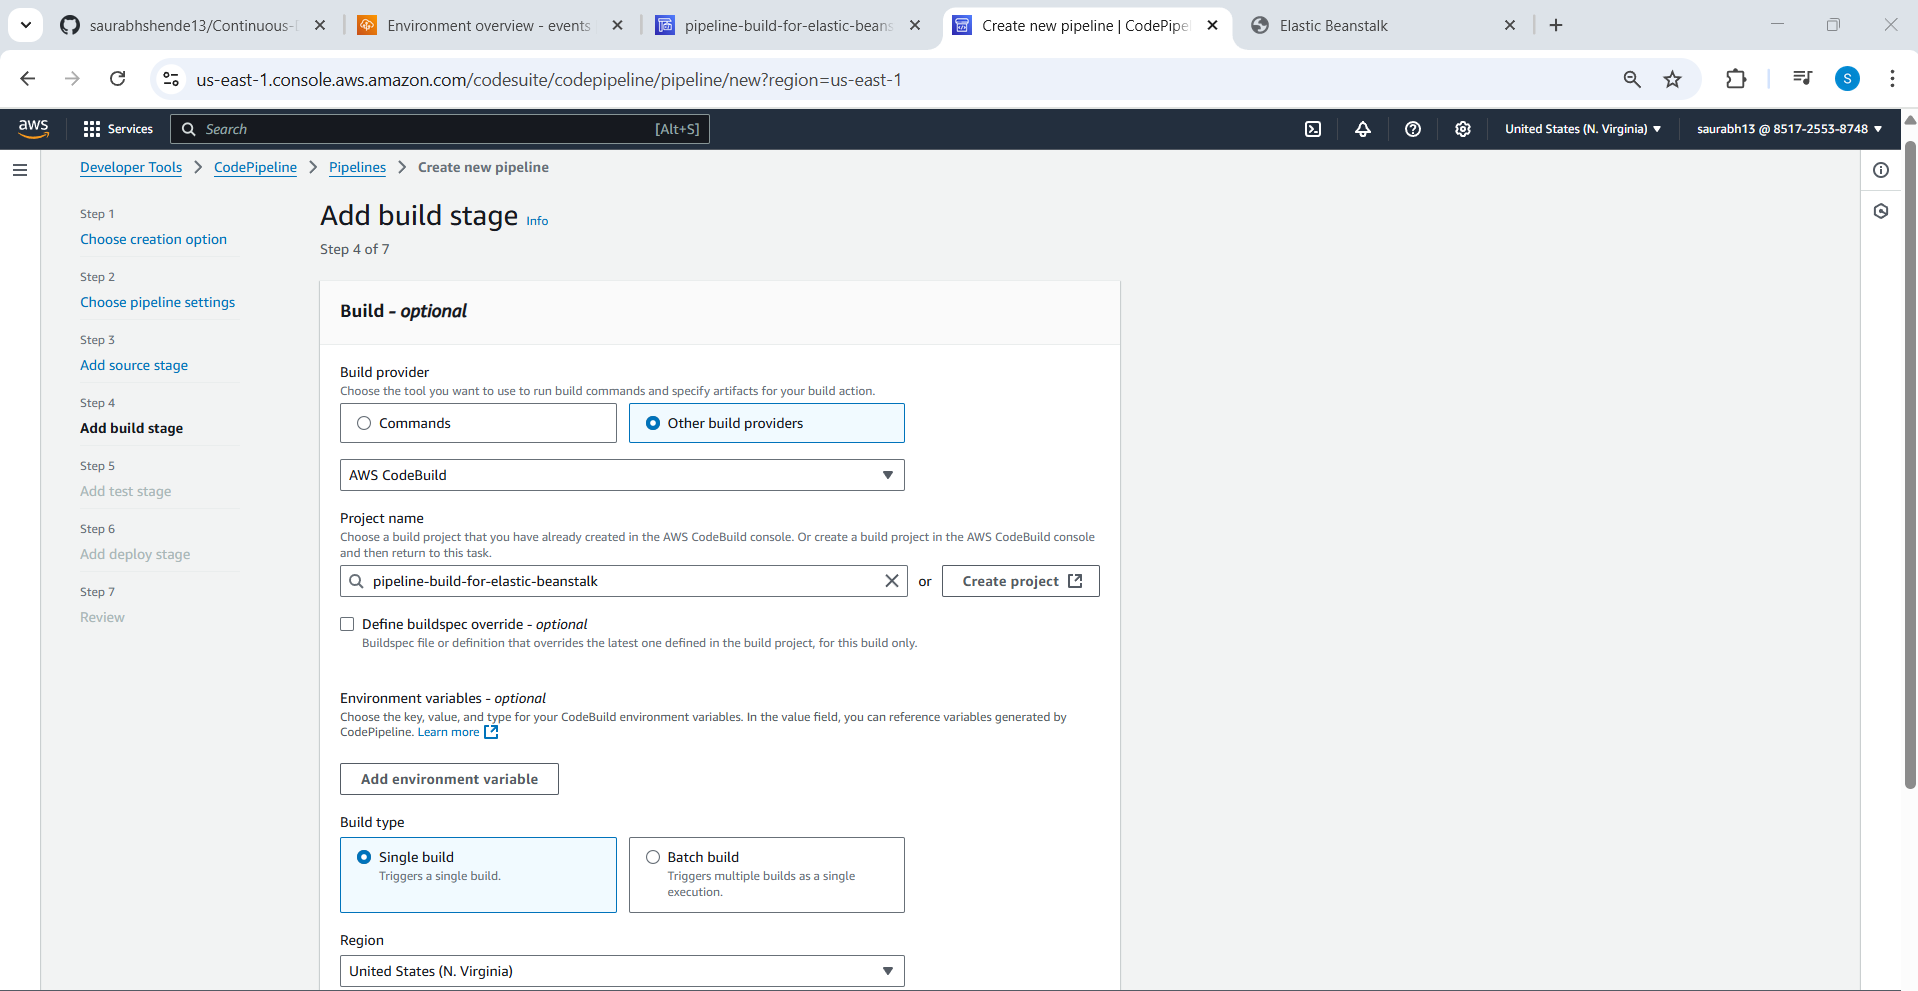 saurabhshende13/Continuous-D
Environment overview - events
pipeline-build-for-elastic-beans
Create new pipeline | CodePipel
Elastic Beanstalk
us-east-1.console.aws.amazon.com/codesuite/codepipeline/pipeline/new?region=us-east-1
S
aws
Services
Search
[Alt+S]
United States (N. Virginia)
saurabh13 @ 8517-2553-8748
Developer Tools
CodePipeline
Pipelines
Create new pipeline
Step 1
Choose creation option
Step 2
Choose pipeline settings
Step 3
Add source stage
Step 4
Add build stage
Step 5
Add test stage
Step 6
Add deploy stage
Step 7
Review
Add build stage Info
Step 4 of 7
Build - optional
Build provider
Choose the tool you want to use to run build commands and specify artifacts for your build action.
Commands
Other build providers
AWS CodeBuild
Project name
Choose a build project that you have already created in the AWS CodeBuild console. Or create a build project in the AWS CodeBuild console
and then return to this task.
pipeline-build-for-elastic-beanstalk
or
Create project
Define buildspec override - optional
Buildspec file or definition that overrides the latest one defined in the build project, for this build only.
Environment variables - optional
Choose the key, value, and type for your CodeBuild environment variables. In the value field, you can reference variables generated by
CodePipeline. Learn more
Add environment variable
Build type
Single build
Triggers a single build.
Batch build
Triggers multiple builds as a single
execution.
Region
United States (N. Virginia)